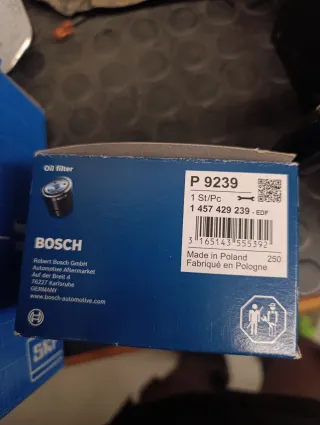 Oil filter
P 9239
1 St/Pc
1 457 429 239 - EDF
3 165143 555392
Made in Poland 250
Fabriqué en Pologne
BOSCH
Robert Bosch GmbH
Automotive Aftermarket
Auf der Breit 4
76227 Karlsruhe
GERMANY
www.bosch-automotive.com
SKF